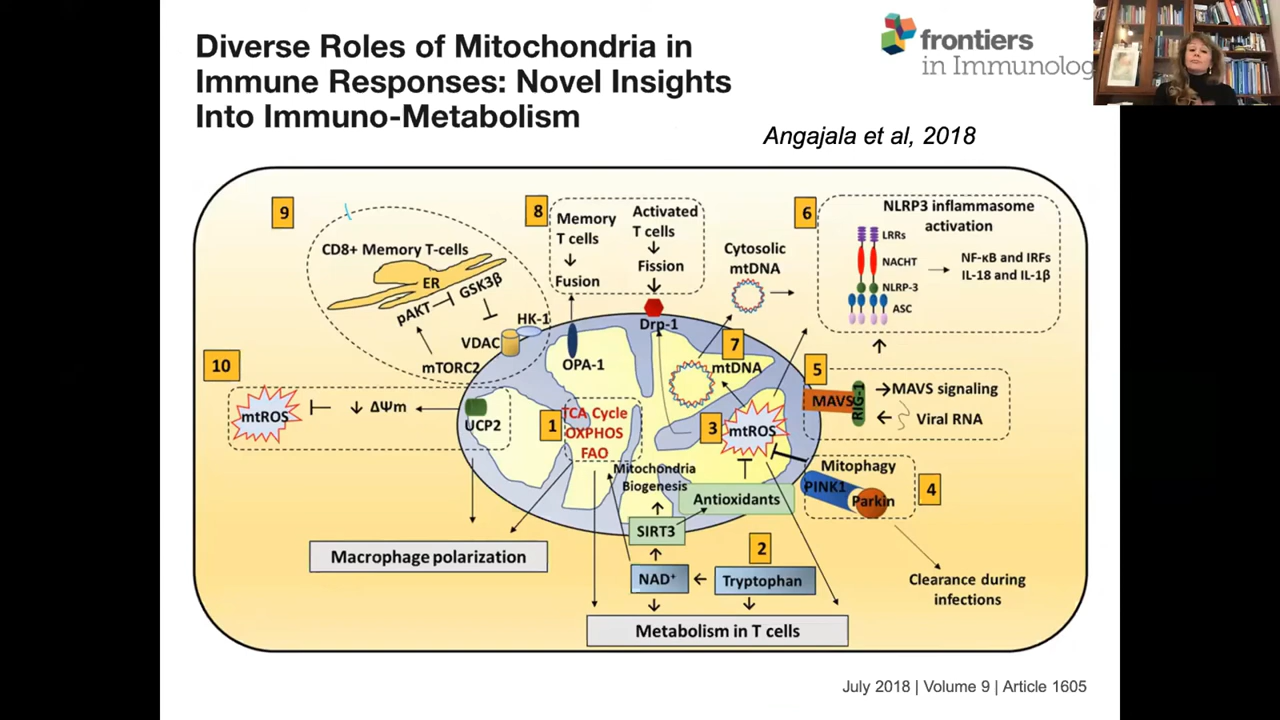 Diverse Roles of Mitochondria in
Immune Responses: Novel Insights
Into Immuno-Metabolism
frontiers
in Immunolog
Angajala et al, 2018
9
CD8+ Memory T-cells
ER
pAKT
GSK3β
HK-1
VDAC
mTORC2
8
Memory
T cells
Fusion
Activated
T cells
Fission
Drp-1
OPA-1
Cytosolic
mtDNA
6
NLRP3 inflammasome
activation
LRRs
NACHT
NLRP-3
ASC
NF-κB and IRFs
IL-18 and IL-1β
7
mtDNA
10
mtROS
↓ ΔΨm
UCP2
1
TCA Cycle
OXPHOS
FAO
3
mtROS
5
MAVS
RIG-1
MAVS signaling
Viral RNA
Mitochondria
Biogenesis
Antioxidants
Mitophagy
PINK1
Parkin
4
SIRT3
2
NAD⁺
Tryptophan
Macrophage polarization
Clearance during
infections
Metabolism in T cells
July 2018 | Volume 9 | Article 1605